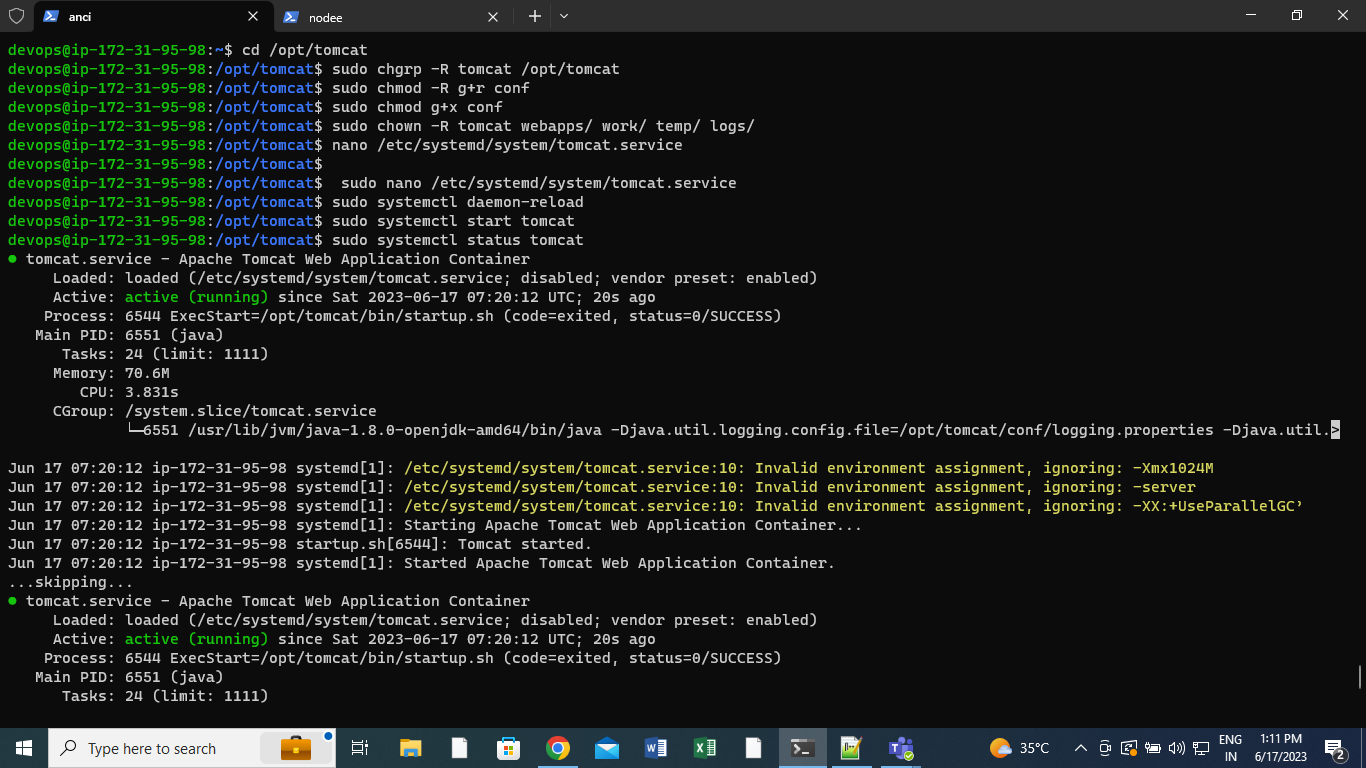 anci
nodee
devops@ip-172-31-95-98:~$ cd /opt/tomcat
devops@ip-172-31-95-98:/opt/tomcat$ sudo chgrp -R tomcat /opt/tomcat
devops@ip-172-31-95-98:/opt/tomcat$ sudo chmod -R g+r conf
devops@ip-172-31-95-98:/opt/tomcat$ sudo chmod g+x conf
devops@ip-172-31-95-98:/opt/tomcat$ sudo chown -R tomcat webapps/ work/ temp/ logs/
devops@ip-172-31-95-98:/opt/tomcat$ nano /etc/systemd/system/tomcat.service
devops@ip-172-31-95-98:/opt/tomcat$
devops@ip-172-31-95-98:/opt/tomcat$  sudo nano /etc/systemd/system/tomcat.service
devops@ip-172-31-95-98:/opt/tomcat$ sudo systemctl daemon-reload
devops@ip-172-31-95-98:/opt/tomcat$ sudo systemctl start tomcat
devops@ip-172-31-95-98:/opt/tomcat$ sudo systemctl status tomcat
● tomcat.service - Apache Tomcat Web Application Container
Loaded: loaded (/etc/systemd/system/tomcat.service; disabled; vendor preset: enabled)
Active: active (running) since Sat 2023-06-17 07:20:12 UTC; 20s ago
Process: 6544 ExecStart=/opt/tomcat/bin/startup.sh (code=exited, status=0/SUCCESS)
Main PID: 6551 (java)
Tasks: 24 (limit: 1111)
Memory: 70.6M
CPU: 3.831s
CGroup: /system.slice/tomcat.service
└─6551 /usr/lib/jvm/java-1.8.0-openjdk-amd64/bin/java -Djava.util.logging.config.file=/opt/tomcat/conf/logging.properties -Djava.util.>
Jun 17 07:20:12 ip-172-31-95-98 systemd[1]: /etc/systemd/system/tomcat.service:10: Invalid environment assignment, ignoring: -Xmx1024M
Jun 17 07:20:12 ip-172-31-95-98 systemd[1]: /etc/systemd/system/tomcat.service:10: Invalid environment assignment, ignoring: -server
Jun 17 07:20:12 ip-172-31-95-98 systemd[1]: /etc/systemd/system/tomcat.service:10: Invalid environment assignment, ignoring: -XX:+UseParallelGC’
Jun 17 07:20:12 ip-172-31-95-98 systemd[1]: Starting Apache Tomcat Web Application Container...
Jun 17 07:20:12 ip-172-31-95-98 startup.sh[6544]: Tomcat started.
Jun 17 07:20:12 ip-172-31-95-98 systemd[1]: Started Apache Tomcat Web Application Container.
...skipping...
● tomcat.service - Apache Tomcat Web Application Container
Loaded: loaded (/etc/systemd/system/tomcat.service; disabled; vendor preset: enabled)
Active: active (running) since Sat 2023-06-17 07:20:12 UTC; 20s ago
Process: 6544 ExecStart=/opt/tomcat/bin/startup.sh (code=exited, status=0/SUCCESS)
Main PID: 6551 (java)
Tasks: 24 (limit: 1111)
Type here to search
35°C
ENG
IN
1:11 PM
6/17/2023
2